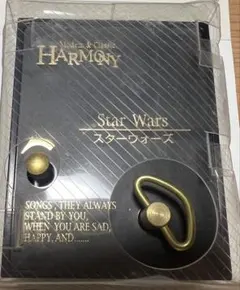 Modern & Classic
HARMONY
Star Wars
スターウォーズ
SONGS, THEY ALWAYS
STAND BY YOU,
WHEN YOU ARE SAD,
HAPPY, AND......